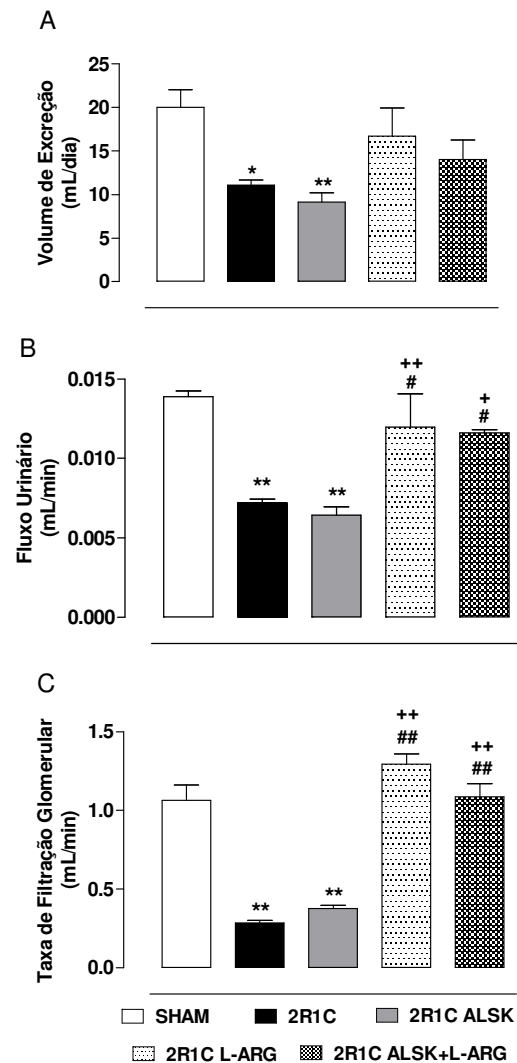 A
25
20
15
10
5
0
Volume de Excreção
(mL/dia)
*
**
B
0.015
0.010
0.005
0.000
Fluxo Urinário
(mL/min)
**
**
++
#
+
#
C
1.5
1.0
0.5
0.0
Taxa de Filtração Glomerular
(mL/min)
**
**
++
##
++
##
SHAM 2R1C 2R1C ALSK
2R1C L-ARG 2R1C ALSK+L-ARG